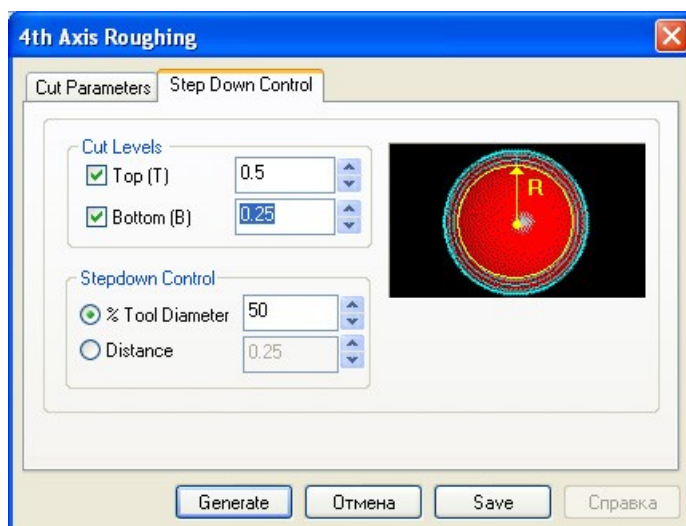 4th Axis Roughing
Cut Parameters Step Down Control
Cut Levels
Top (T) 0.5
Bottom (B) 0.25
R
Stepdown Control
% Tool Diameter 50
Distance 0.25
Generate Отмена Save Справка